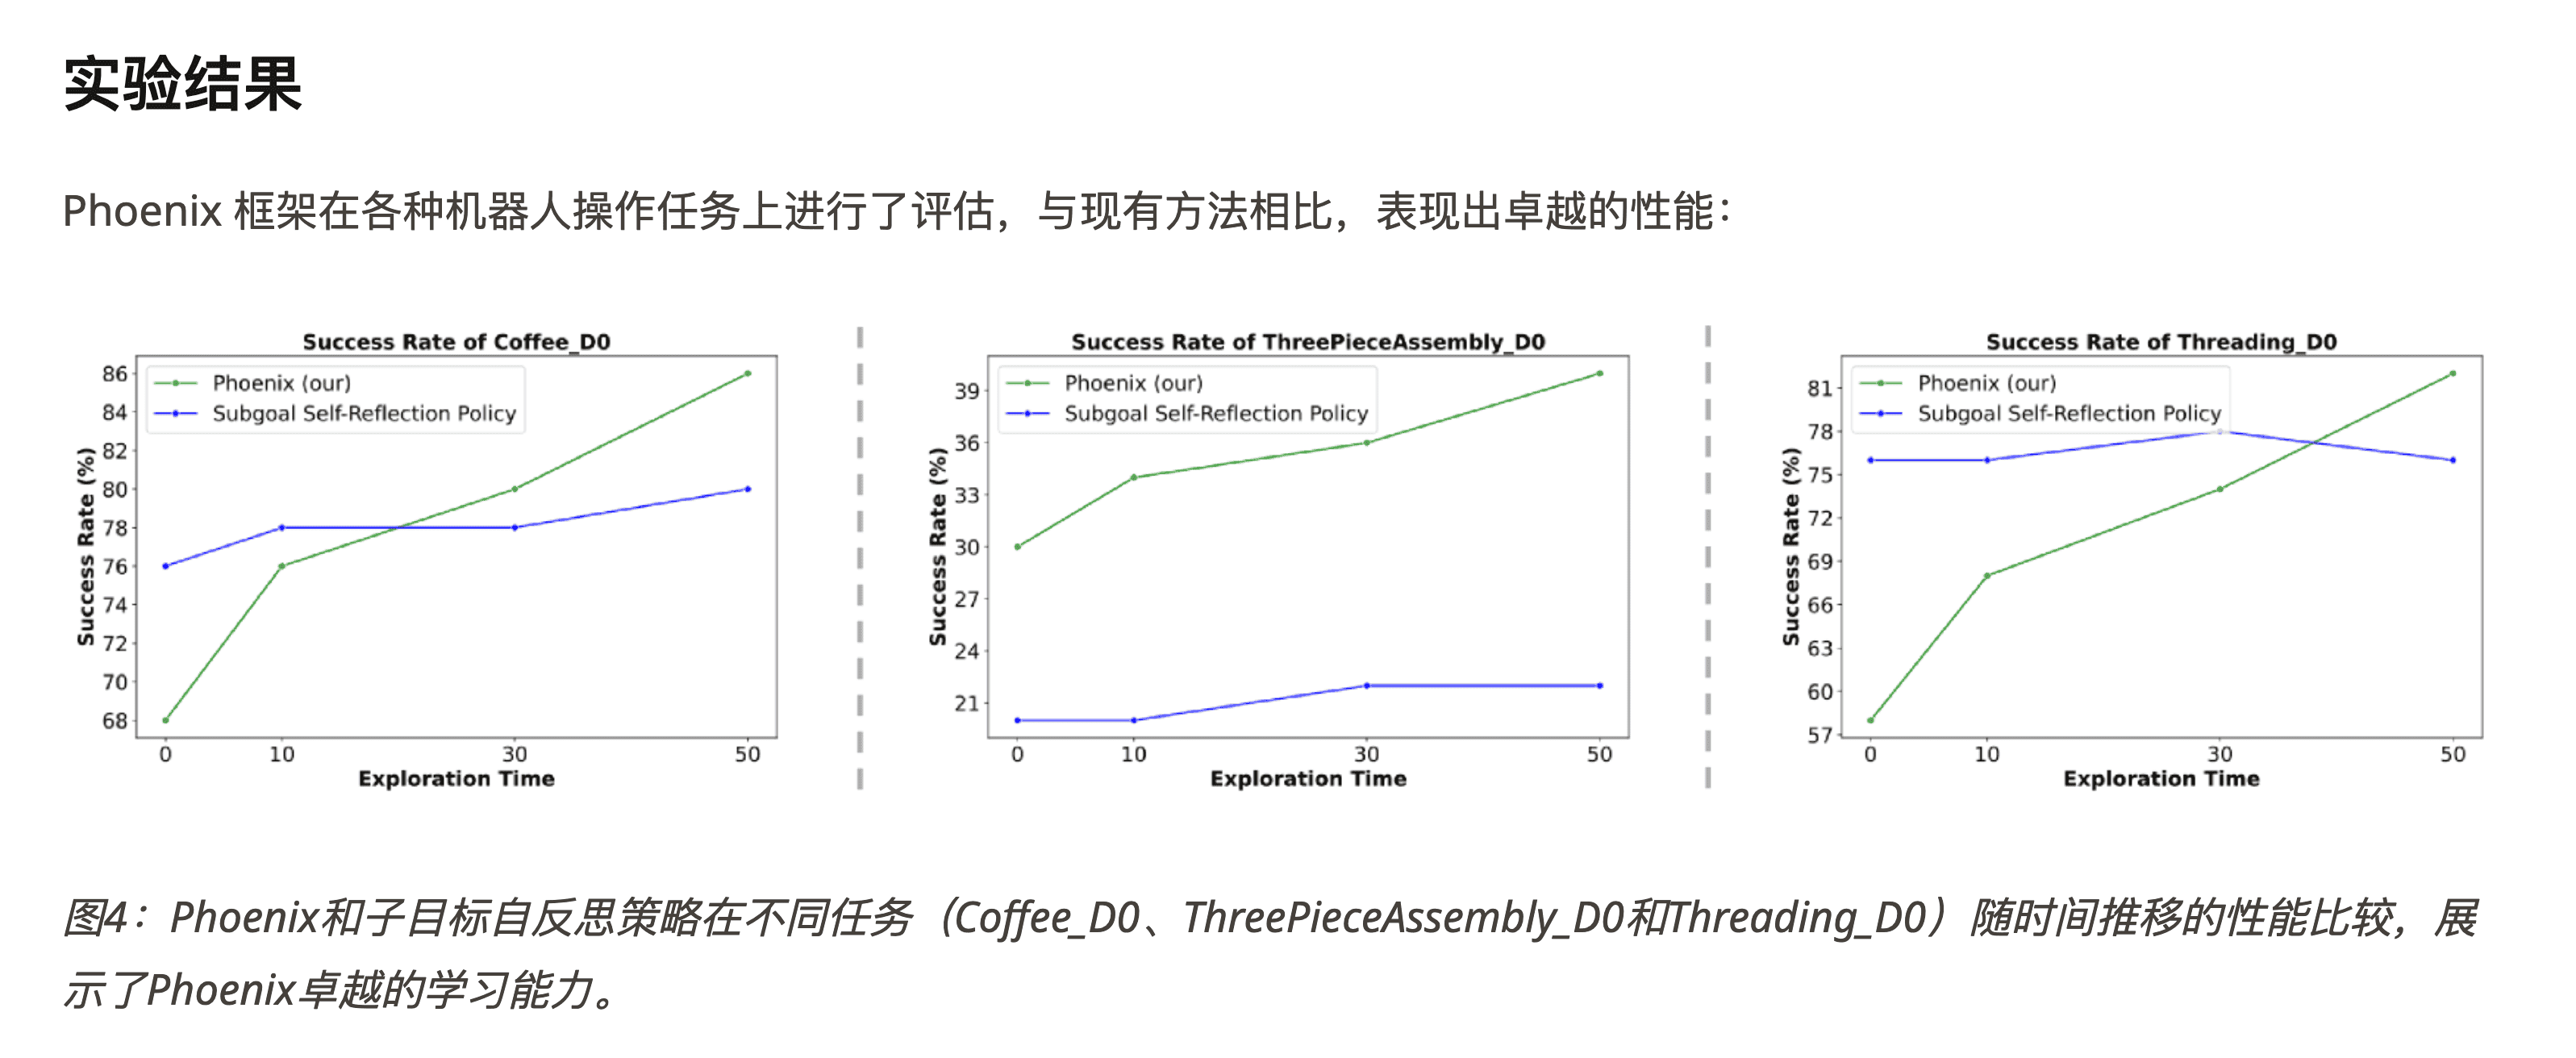 实验结果
Phoenix 框架在各种机器人操作任务上进行了评估，与现有方法相比，表现出卓越的性能：
Success Rate of Coffee_D0
Phoenix (our)
Subgoal Self-Reflection Policy
Success Rate (%)
86
84
82
80
78
76
74
72
70
68
0 10 30 50
Exploration Time
Success Rate of ThreePieceAssembly_D0
Phoenix (our)
Subgoal Self-Reflection Policy
Success Rate (%)
39
36
33
30
27
24
21
0 10 30 50
Exploration Time
Success Rate of Threading_D0
Phoenix (our)
Subgoal Self-Reflection Policy
Success Rate (%)
81
78
75
72
69
66
63
60
57
0 10 30 50
Exploration Time
图4：Phoenix和子目标自反思策略在不同任务（Coffee_D0、ThreePieceAssembly_D0和Threading_D0）随时间推移的性能比较，展
示了Phoenix卓越的学习能力。